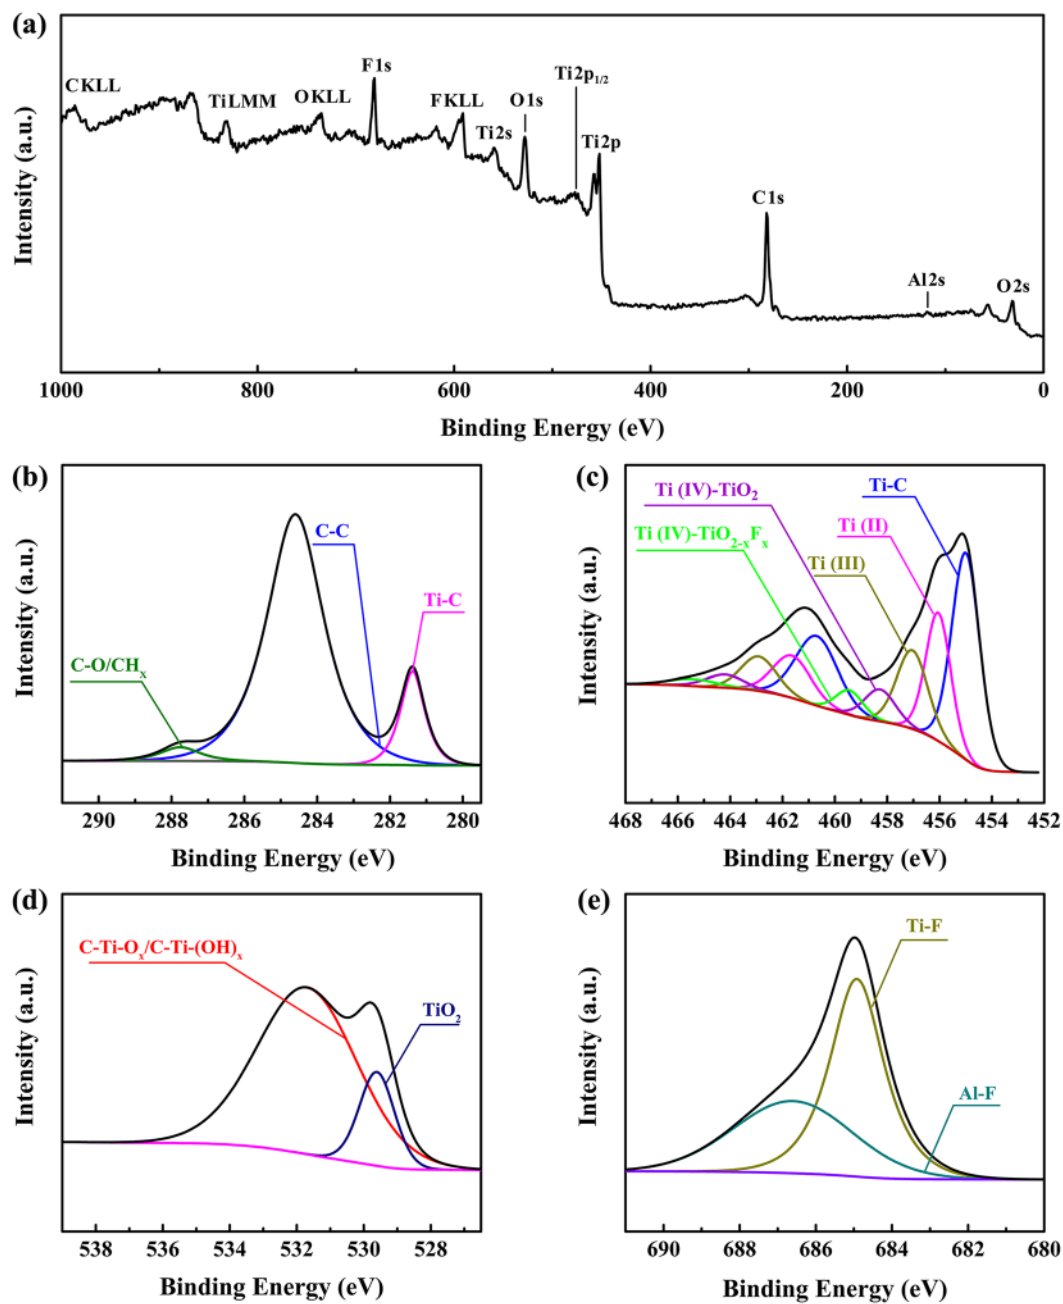 (a)
CKLL
TiLMM
OKLL
F1s
FKLL
Ti2s
O1s
Ti2p1/2
Ti2p
C1s
Al2s
O2s
Intensity (a.u.)
1000 800 600 400 200 0
Binding Energy (eV)
(b)
C-C
Ti-C
C-O/CHx
Intensity (a.u.)
290 288 286 284 282 280
Binding Energy (eV)
(c)
Ti (IV)-TiO2
Ti-C
Ti (IV)-TiO2-xFx
Ti (II)
Ti (III)
Intensity (a.u.)
468 466 464 462 460 458 456 454 452
Binding Energy (eV)
(d)
C-Ti-Ox/C-Ti-(OH)x
TiO2
Intensity (a.u.)
538 536 534 532 530 528
Binding Energy (eV)
(e)
Ti-F
Al-F
Intensity (a.u.)
690 688 686 684 682 680
Binding Energy (eV)